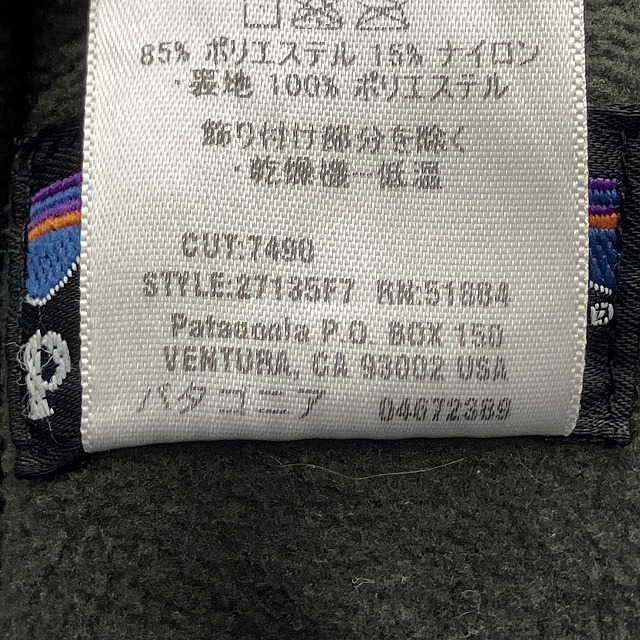 85% ポリエステル 15% ナイロン
・裏地 100% ポリエステル
飾り付け部分を除く
・乾燥機ー低温
CUT:7490
STYLE:27135F7 RN:51884
Patagonia P.O. BOX 150
VENTURA, CA 93002 USA
パタゴニア 04672389
p